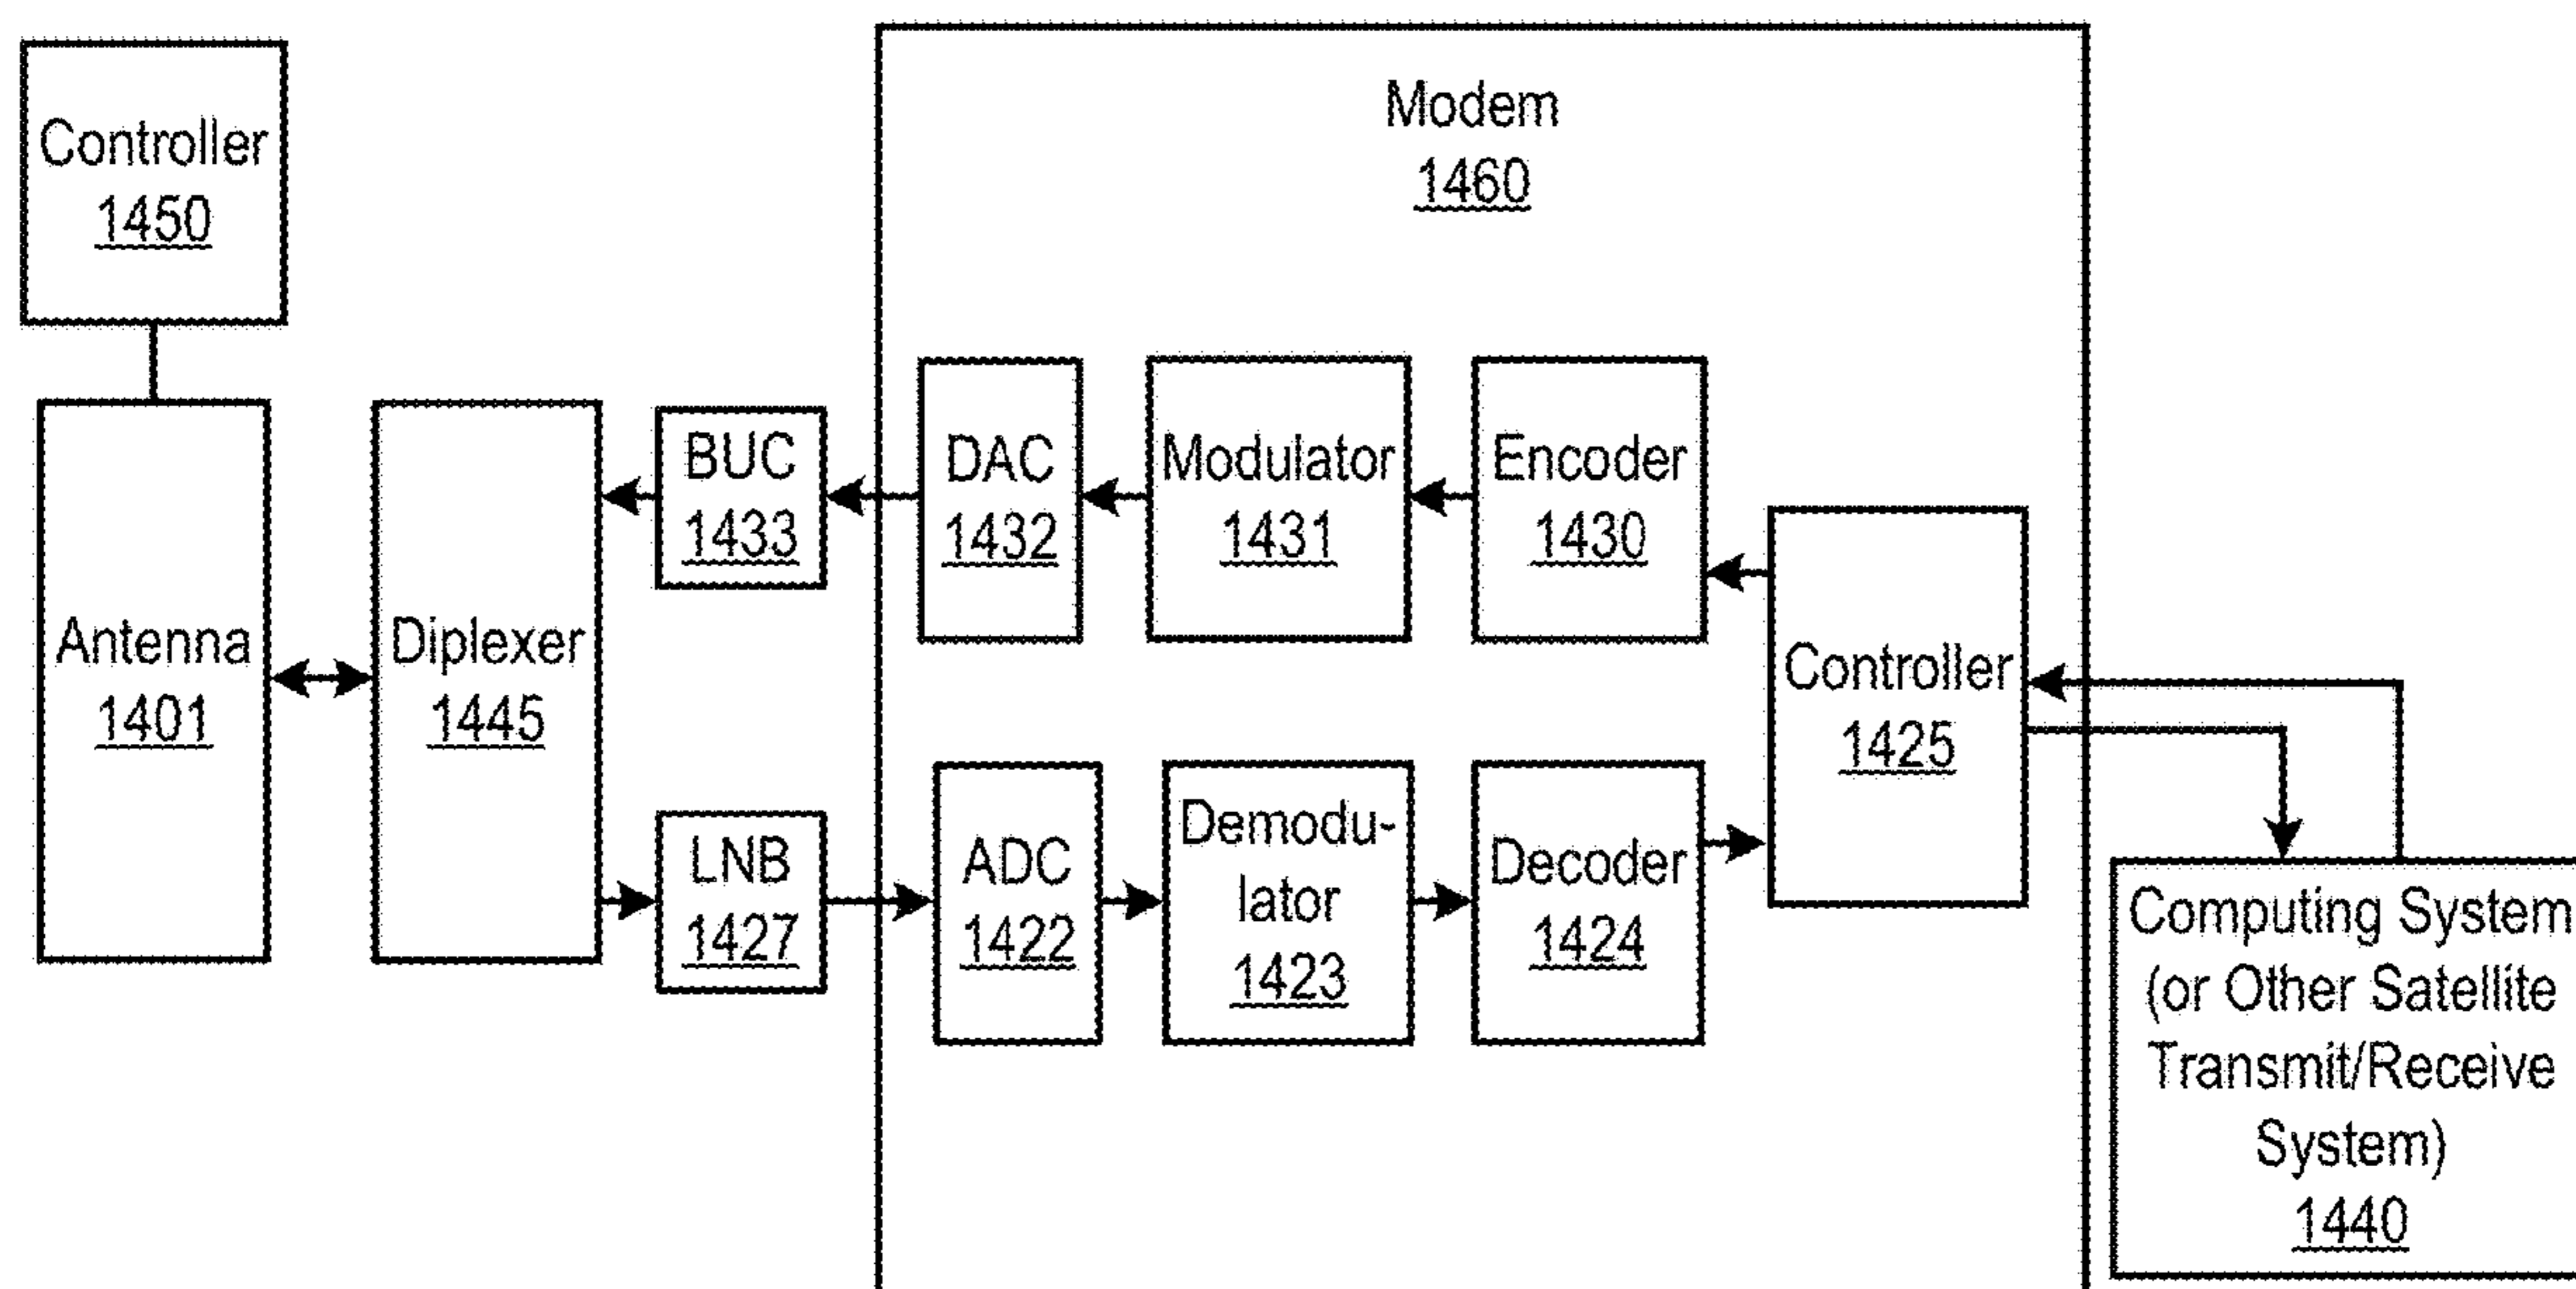 Controller
1450
Modem
1460
Antenna
1401
Diplexer
1445
BUC
1433
DAC
1432
Modulator
1431
Encoder
1430
Controller
1425
LNB
1427
ADC
1422
Demodu-
lator
1423
Decoder
1424
Computing System
(or Other Satellite
Transmit/Receive
System)
1440